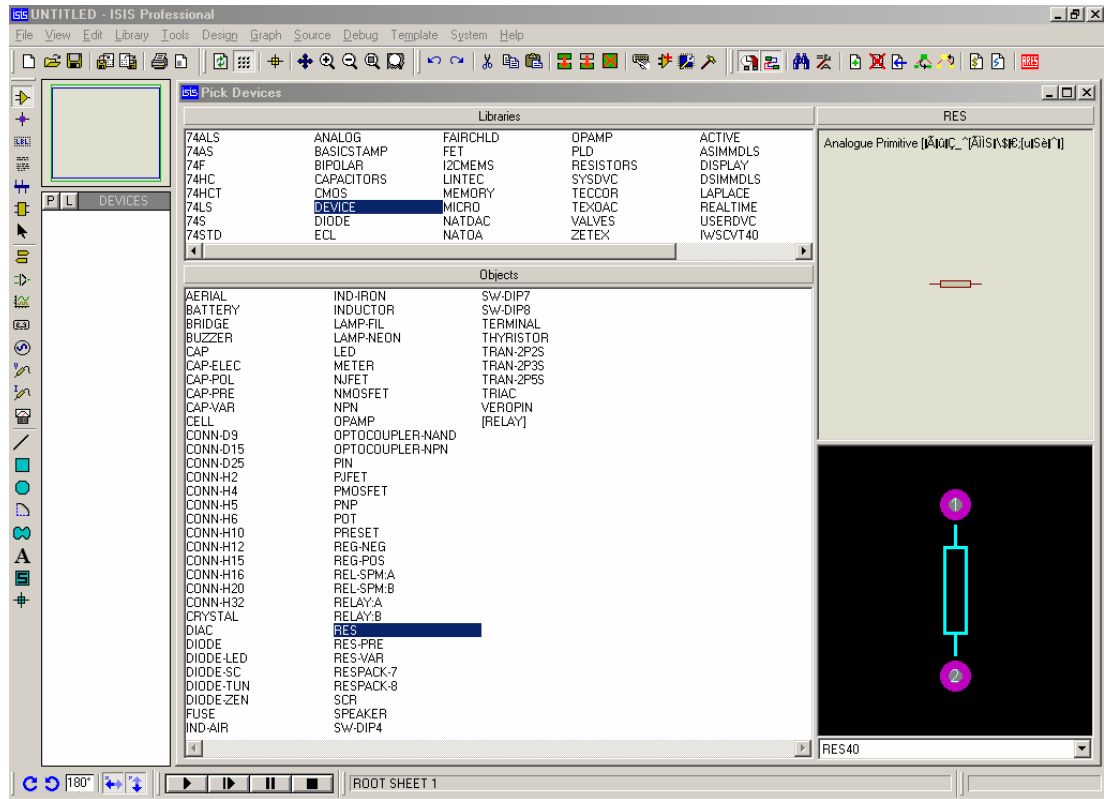 UNTITLED - ISIS Professional
File View Edit Library Tools Design Graph Source Debug Template System Help
Pick Devices
Libraries
RES
74ALS ANALOG FAIRCHLD OPAMP ACTIVE
74AS BASICSTAMP FET PLD ASIMMDLS
74F BIPOLAR I2CMEMS RESISTORS DISPLAY
74HC CAPACITORS LINTEC SYSDVC DSIMMDLS
74HCT CMOS MEMORY TECCOR LAPLACE
74LS DEVICE MICRO TEXOAC REALTIME
74S DIODE NATDAC VALVES USERDVC
74STD ECL NATOA ZETEX IWSCVT40
Analogue Primitive
P L DEVICES
Objects
AERIAL IND-IRON SW-DIP7
BATTERY INDUCTOR SW-DIP8
BRIDGE LAMP-FIL TERMINAL
BUZZER LAMP-NEON THYRISTOR
CAP LED TRAN-2P2S
CAP-ELEC METER TRAN-2P3S
CAP-POL NJFET TRAN-2P5S
CAP-PRE NMOSFET TRIAC
CAP-VAR NPN VEROPIN
CELL OPAMP [RELAY]
CONN-D9 OPTOCOUPLER-NAND
CONN-D15 OPTOCOUPLER-NPN
CONN-D25 PIN
CONN-H2 PJFET
CONN-H4 PMOSFET
CONN-H5 PNP
CONN-H6 POT
CONN-H10 PRESET
CONN-H12 REG-NEG
CONN-H15 REG-POS
CONN-H16 REL-SPM:A
CONN-H20 REL-SPM:B
CONN-H32 RELAY:A
CRYSTAL RELAY:B
DIAC RES
DIODE RES-PRE
DIODE-LED RES-VAR
DIODE-SC RESPACK-7
DIODE-TUN RESPACK-8
DIODE-ZEN SCR
FUSE SPEAKER
IND-AIR SW-DIP4
1
2
RES40
180°
ROOT SHEET 1